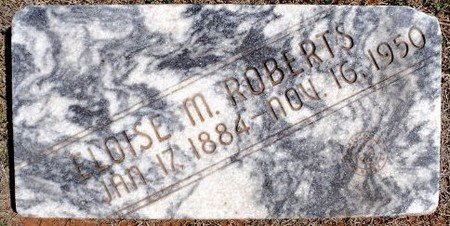 ELOISE M. ROBERTS
JAN. 17, 1884 - NOV. 16, 1950